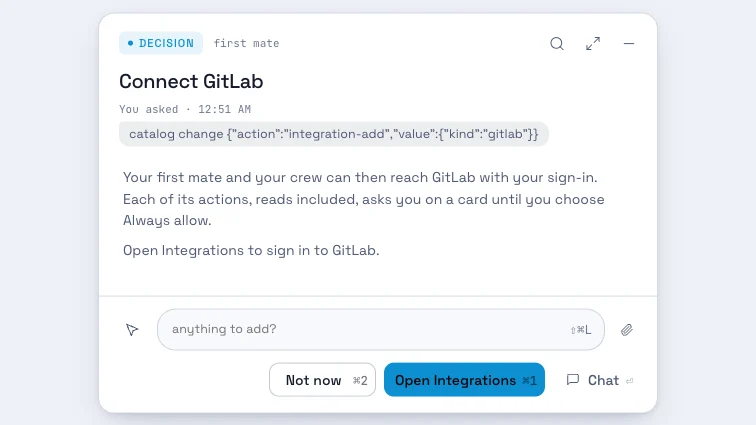 DECISION first mate
Connect GitLab
You asked · 12:51 AM
catalog change {"action":"integration-add","value":{"kind":"gitlab"}}
Your first mate and your crew can then reach GitLab with your sign-in.
Each of its actions, reads included, asks you on a card until you choose
Always allow.
Open Integrations to sign in to GitLab.
anything to add? ⇧⌘L
Not now ⌘2 Open Integrations ⌘1 Chat ⏎